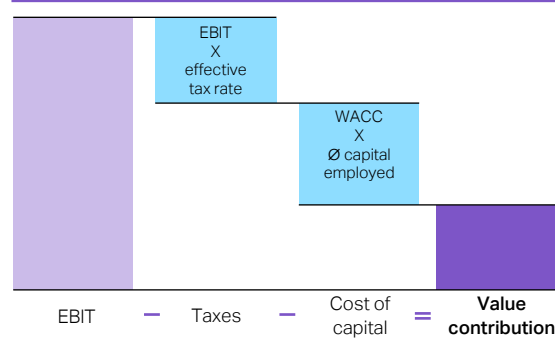 EBIT
X
effective
tax rate
WACC
X
Ø capital
employed
EBIT – Taxes – Cost of capital = Value contribution